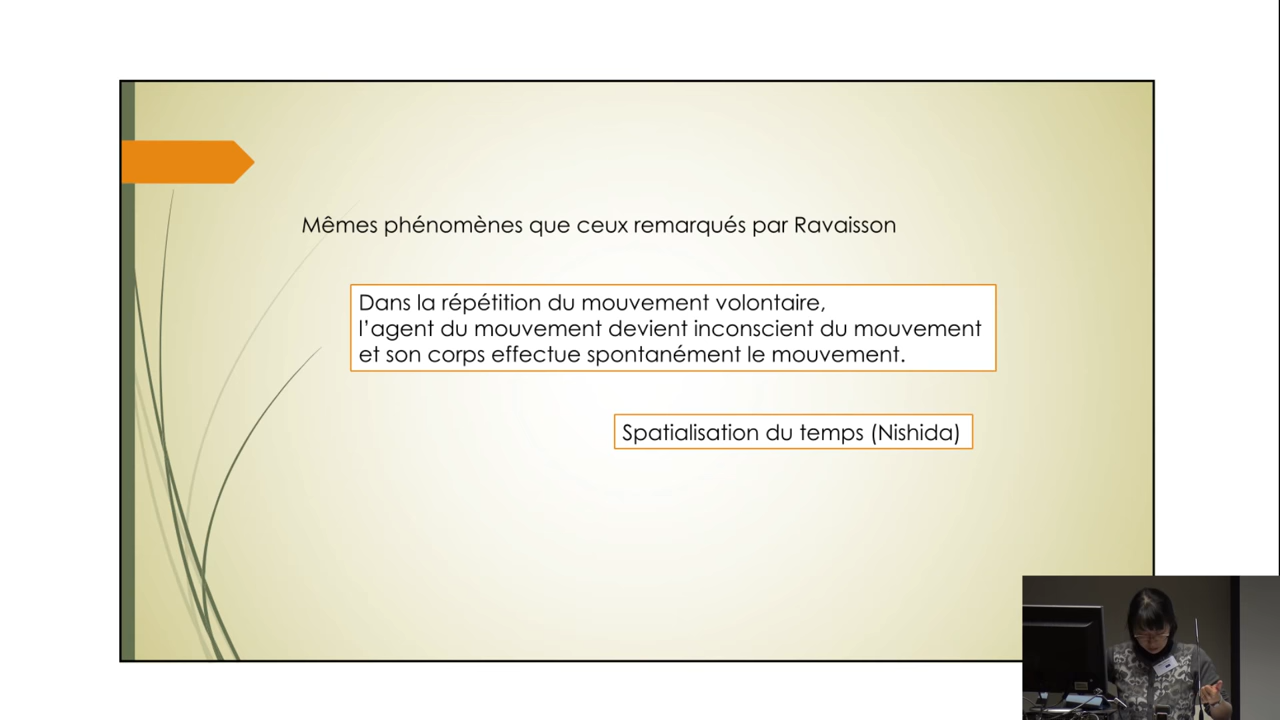 Mêmes phénomènes que ceux remarqués par Ravaisson
Dans la répétition du mouvement volontaire,
l’agent du mouvement devient inconscient du mouvement
et son corps effectue spontanément le mouvement.
Spatialisation du temps (Nishida)